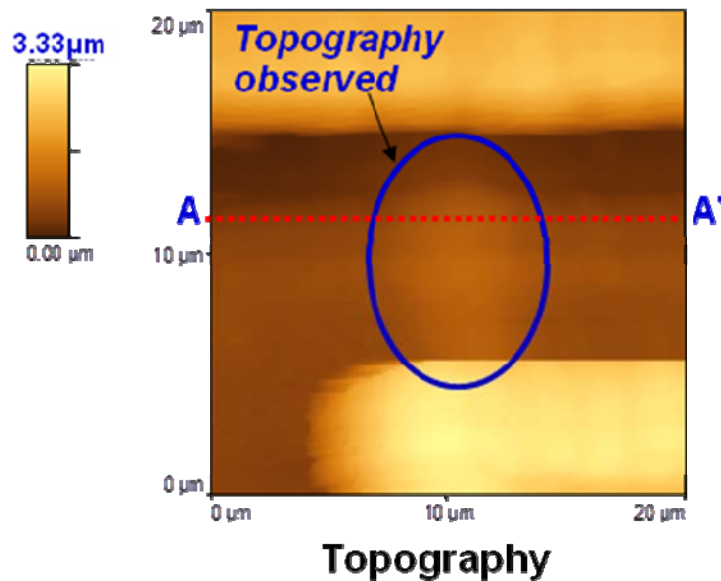 3.33µm
0.00 µm
20 µm
Topography
observed
A
A'
10 µm
0 µm
0 µm
10 µm
20 µm
Topography